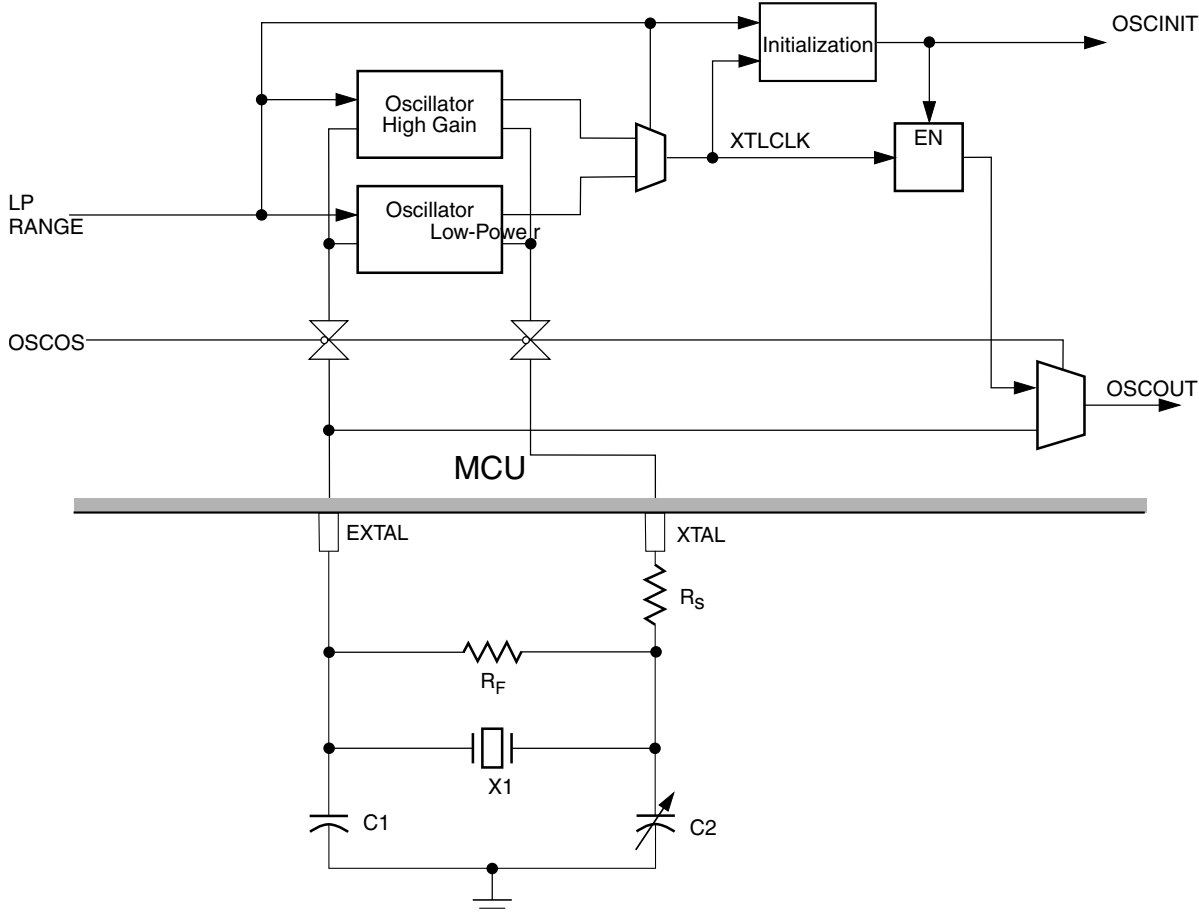 OSCINIT
Initialization
Oscillator
High Gain
EN
XTLCLK
LP
RANGE
Oscillator
Low-Power
OSCOS
OSCOUT
MCU
EXTAL
XTAL
RS
RF
X1
C1
C2